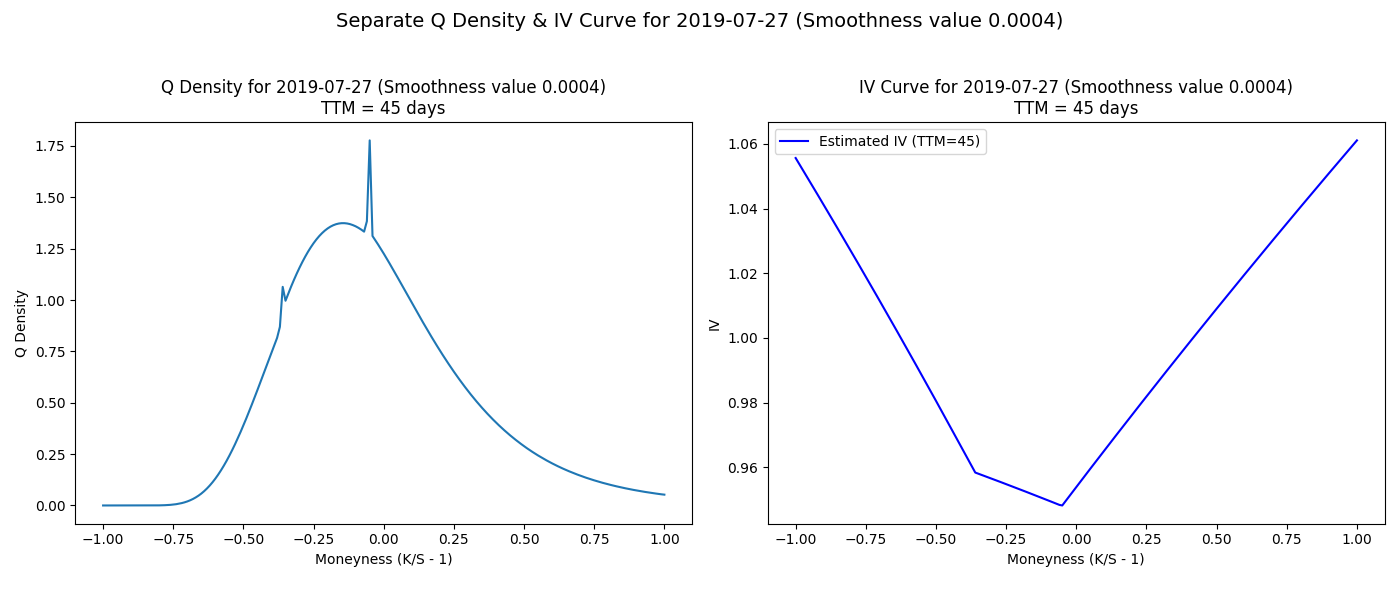 Separate Q Density & IV Curve for 2019-07-27 (Smoothness value 0.0004)
Q Density for 2019-07-27 (Smoothness value 0.0004)
TTM = 45 days
1.75
1.50
1.25
1.00
0.75
0.50
0.25
0.00
Q Density
−1.00 −0.75 −0.50 −0.25 0.00 0.25 0.50 0.75 1.00
Moneyness (K/S - 1)
IV Curve for 2019-07-27 (Smoothness value 0.0004)
TTM = 45 days
Estimated IV (TTM=45)
1.06
1.04
1.02
1.00
0.98
0.96
IV
−1.00 −0.75 −0.50 −0.25 0.00 0.25 0.50 0.75 1.00
Moneyness (K/S - 1)